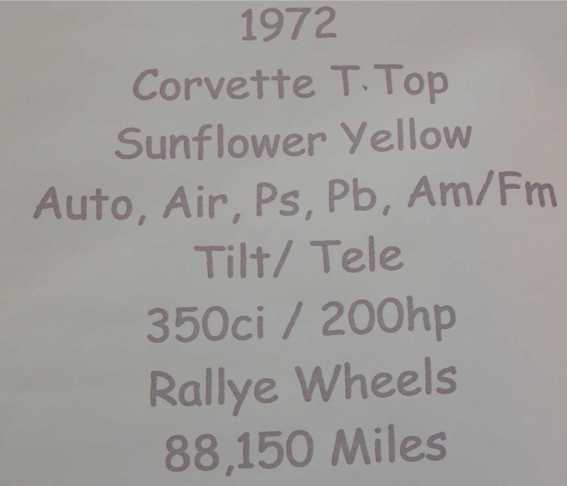 1972
Corvette T.Top
Sunflower Yellow
Auto, Air, Ps, Pb, Am/Fm
Tilt/ Tele
350ci / 200hp
Rallye Wheels
88,150 Miles